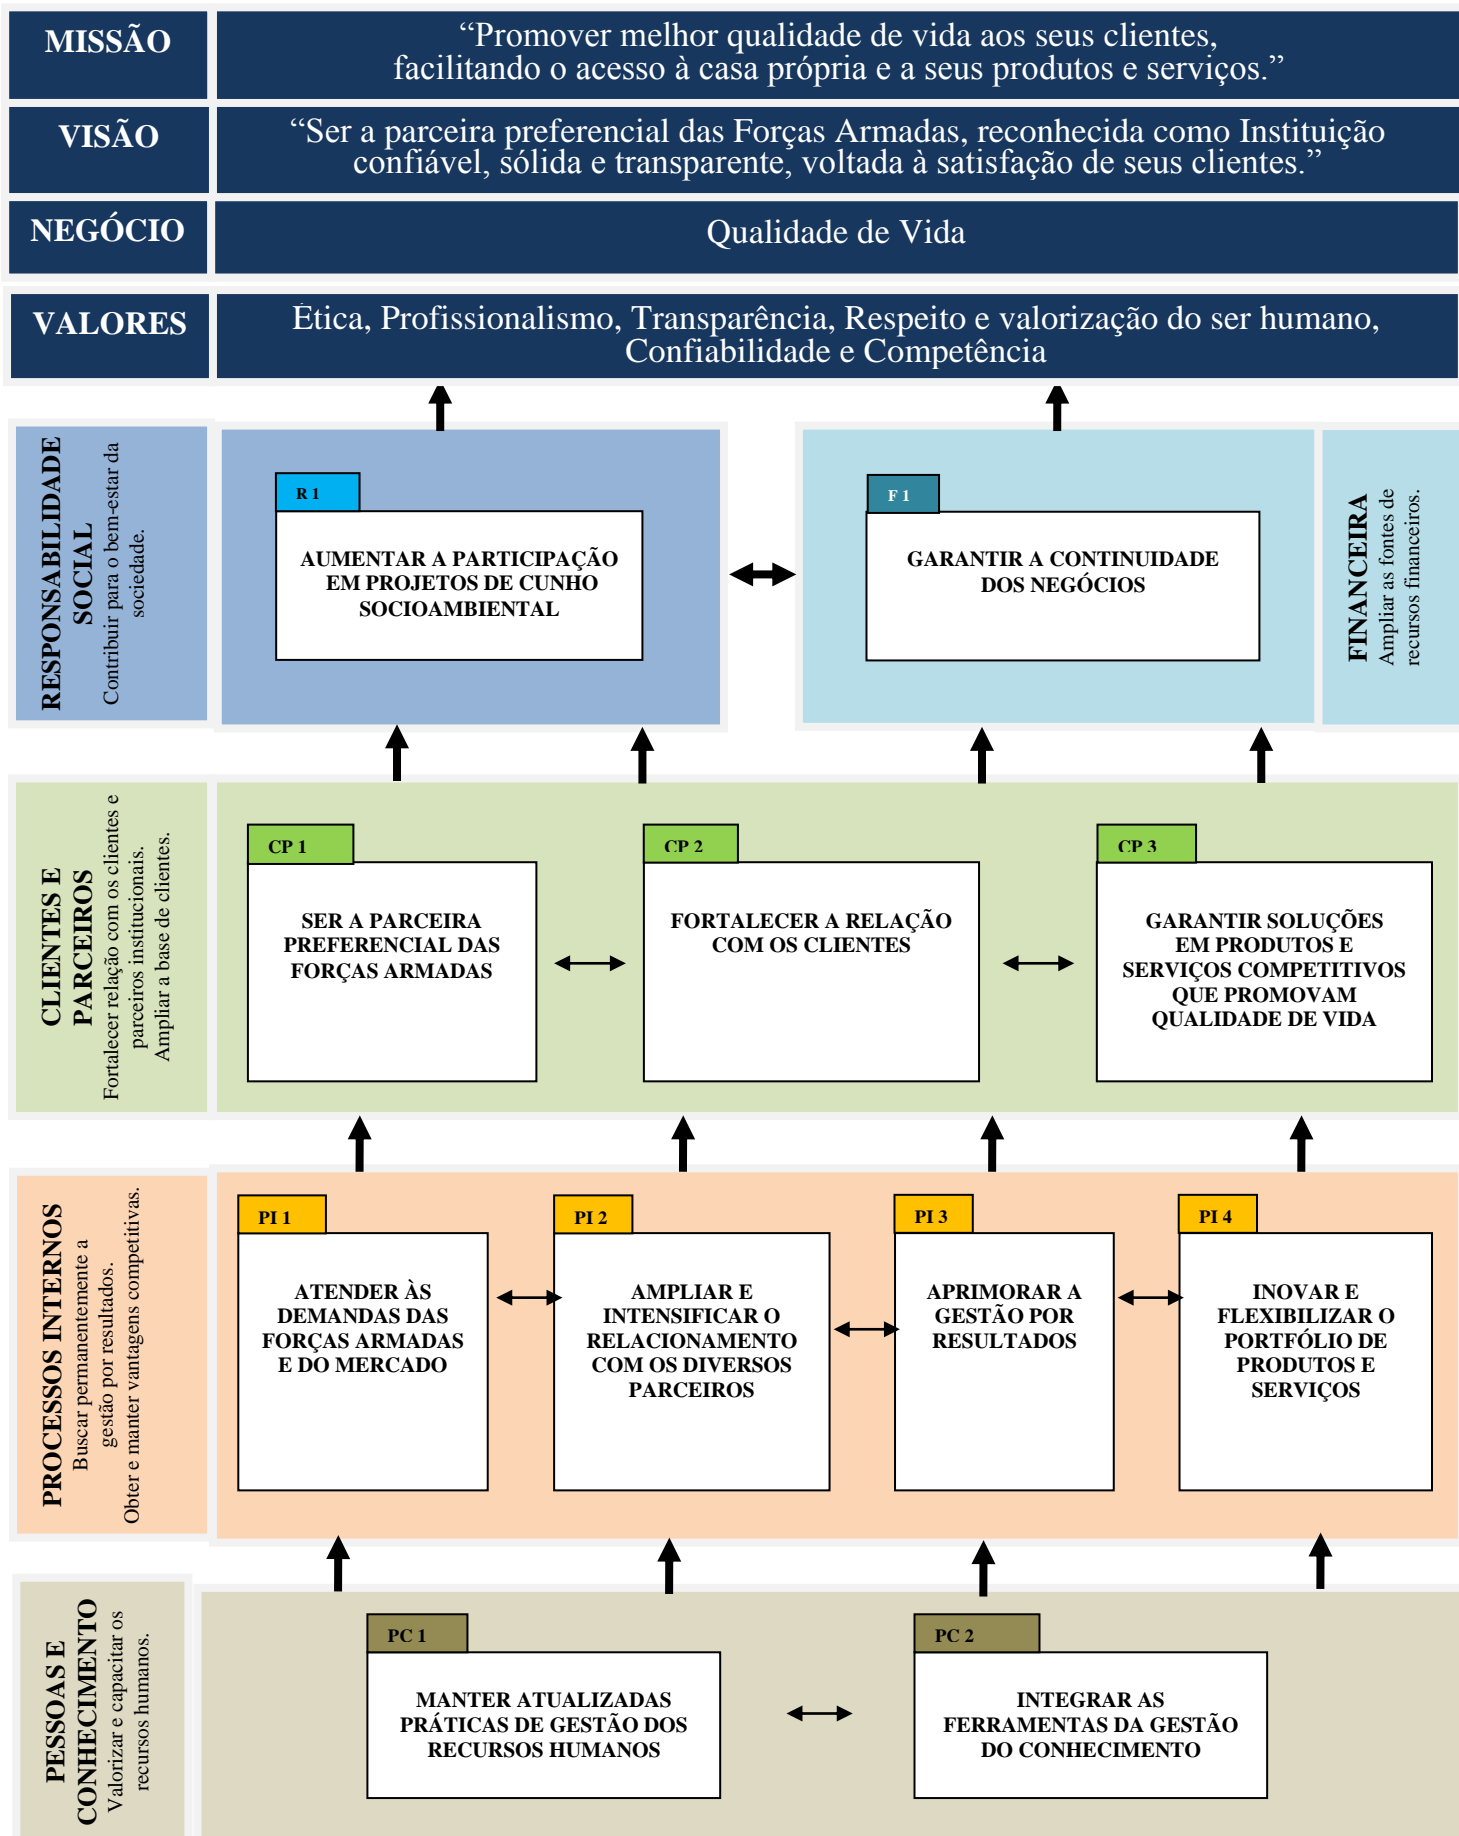 MISSÃO
“Promover melhor qualidade de vida aos seus clientes,
facilitando o acesso à casa própria e a seus produtos e serviços.”
VISÃO
“Ser a parceira preferencial das Forças Armadas, reconhecida como Instituição
confiável, sólida e transparente, voltada à satisfação de seus clientes.”
NEGÓCIO
Qualidade de Vida
VALORES
Ética, Profissionalismo, Transparência, Respeito e valorização do ser humano,
Confiabilidade e Competência
RESPONSABILIDADE
SOCIAL
Contribuir para o bem-estar da
sociedade.
R 1
AUMENTAR A PARTICIPAÇÃO
EM PROJETOS DE CUNHO
SOCIOAMBIENTAL
F 1
GARANTIR A CONTINUIDADE
DOS NEGÓCIOS
FINANCEIRA
Ampliar as fontes de
recursos financeiros.
CLIENTES E
PARCEIROS
Fortalecer relação com os clientes e
parceiros institucionais.
Ampliar a base de clientes.
CP 1
SER A PARCEIRA
PREFERENCIAL DAS
FORÇAS ARMADAS
CP 2
FORTALECER A RELAÇÃO
COM OS CLIENTES
CP 3
GARANTIR SOLUÇÕES
EM PRODUTOS E
SERVIÇOS COMPETITIVOS
QUE PROMOVAM
QUALIDADE DE VIDA
PROCESSOS INTERNOS
Buscar permanentemente a
gestão por resultados.
Obter e manter vantagens competitivas.
PI 1
ATENDER ÀS
DEMANDAS DAS
FORÇAS ARMADAS
E DO MERCADO
PI 2
AMPLIAR E
INTENSIFICAR O
RELACIONAMENTO
COM OS DIVERSOS
PARCEIROS
PI 3
APRIMORAR A
GESTÃO POR
RESULTADOS
PI 4
INOVAR E
FLEXIBILIZAR O
PORTFÓLIO DE
PRODUTOS E
SERVIÇOS
PESSOAS E
CONHECIMENTO
Valorizar e capacitar os
recursos humanos.
PC 1
MANTER ATUALIZADAS
PRÁTICAS DE GESTÃO DOS
RECURSOS HUMANOS
PC 2
INTEGRAR AS
FERRAMENTAS DA GESTÃO
DO CONHECIMENTO